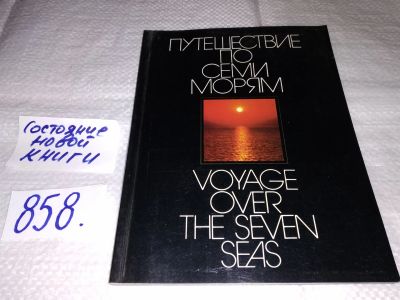 ПУТЕШЕСТВИЕ
ПО
СЕМИ
МОРЯМ
VOYAGE
OVER
THE SEVEN
SEAS
Состояние
новой
книги
858.